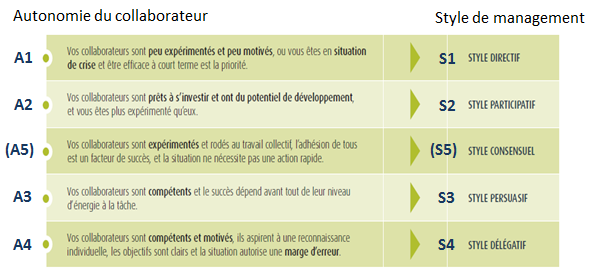 Autonomie du collaborateur
Style de management
A1
Vos collaborateurs sont peu expérimentés et peu motivés, ou vous êtes en situation
de crise et être efficace à court terme est la priorité.
S1 STYLE DIRECTIF
A2
Vos collaborateurs sont prêts à s'investir et ont du potentiel de développement,
et vous êtes plus expérimenté qu'eux.
S2 STYLE PARTICIPATIF
(A5)
Vos collaborateurs sont expérimentés et rodés au travail collectif, l'adhésion de tous
est un facteur de succès, et la situation ne nécessite pas une action rapide.
(S5) STYLE CONSENSUEL
A3
Vos collaborateurs sont compétents et le succès dépend avant tout de leur niveau
d'énergie à la tâche.
S3 STYLE PERSUASIF
A4
Vos collaborateurs sont compétents et motivés, ils aspirent à une reconnaissance
individuelle, les objectifs sont clairs et la situation autorise une marge d'erreur.
S4 STYLE DÉLÉGATIF